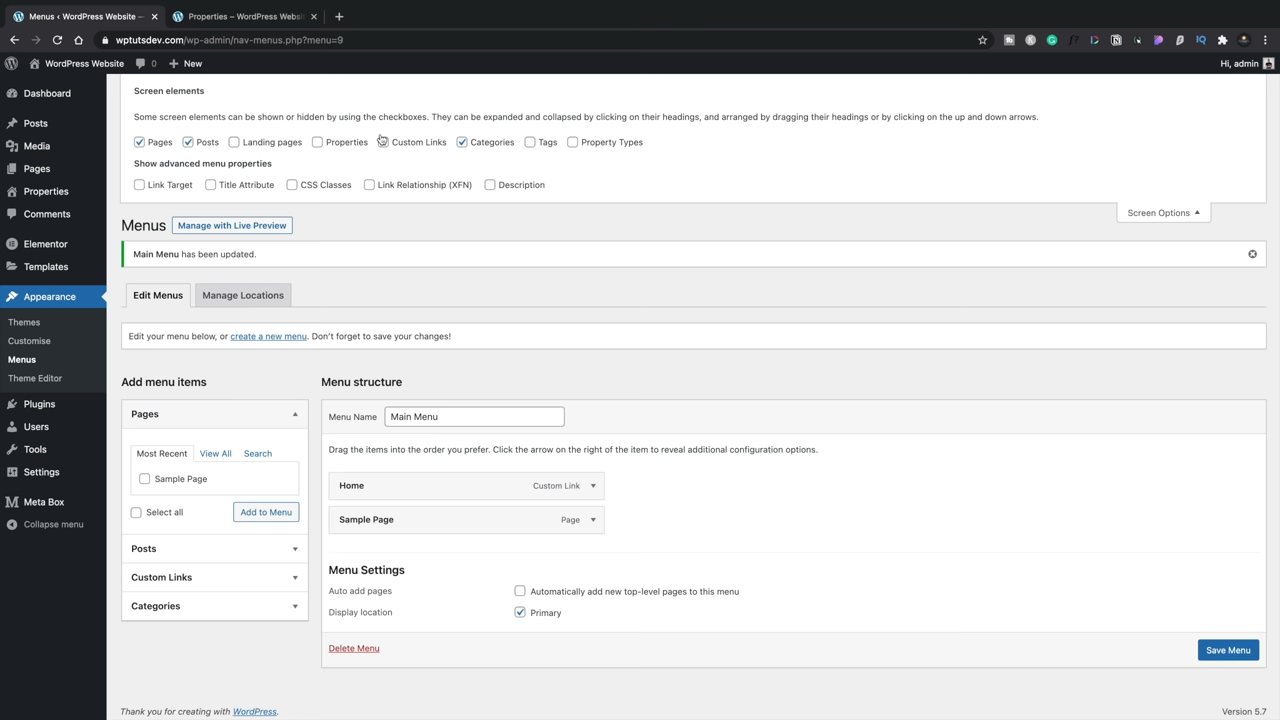 Menus ‹ WordPress Website —
Properties – WordPress Websi
wptutsdev.com/wp-admin/nav-menus.php?menu=9
WordPress Website 0 New Hi, admin
Dashboard
Posts
Media
Pages
Properties
Comments
Elementor
Templates
Appearance
Themes
Customise
Menus
Theme Editor
Plugins
Users
Tools
Settings
Meta Box
Collapse menu
Screen elements
Some screen elements can be shown or hidden by using the checkboxes. They can be expanded and collapsed by clicking on their headings, and arranged by dragging their headings or by clicking on the up and down arrows.
Pages Posts Landing pages Properties Custom Links Categories Tags Property Types
Show advanced menu properties
Link Target Title Attribute CSS Classes Link Relationship (XFN) Description
Screen Options
Menus Manage with Live Preview
Main Menu has been updated.
Edit Menus Manage Locations
Edit your menu below, or create a new menu. Don't forget to save your changes!
Add menu items
Pages
Most Recent View All Search
Sample Page
Select all Add to Menu
Posts
Custom Links
Categories
Menu structure
Menu Name Main Menu
Drag the items into the order you prefer. Click the arrow on the right of the item to reveal additional configuration options.
Home Custom Link
Sample Page Page
Menu Settings
Auto add pages Automatically add new top-level pages to this menu
Display location Primary
Delete Menu Save Menu
Thank you for creating with WordPress. Version 5.7